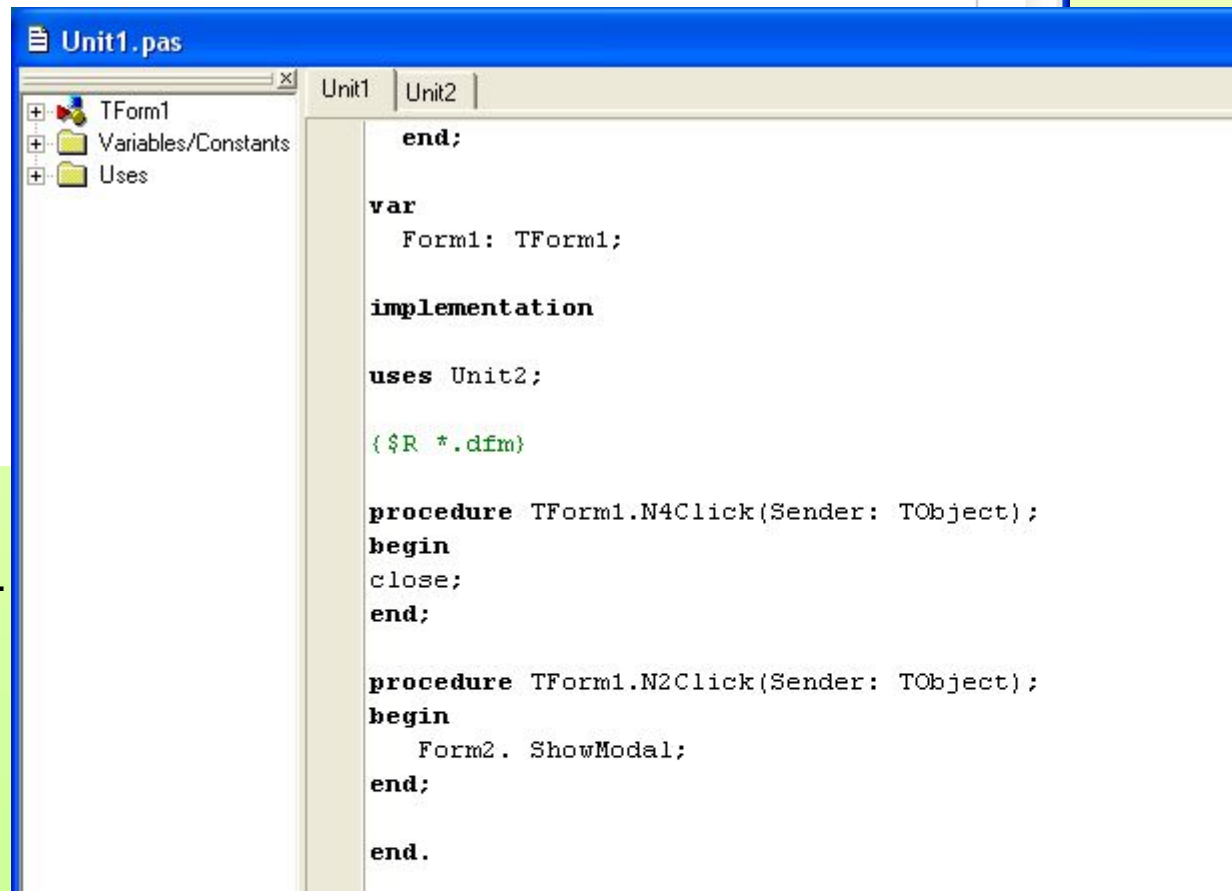 Unit1.pas
TForm1
Variables/Constants
Uses
Unit1 Unit2
end;
var
Form1: TForm1;
implementation
uses Unit2;
{$R *.dfm}
procedure TForm1.N4Click(Sender: TObject);
begin
close;
end;
procedure TForm1.N2Click(Sender: TObject);
begin
Form2. ShowModal;
end;
end.